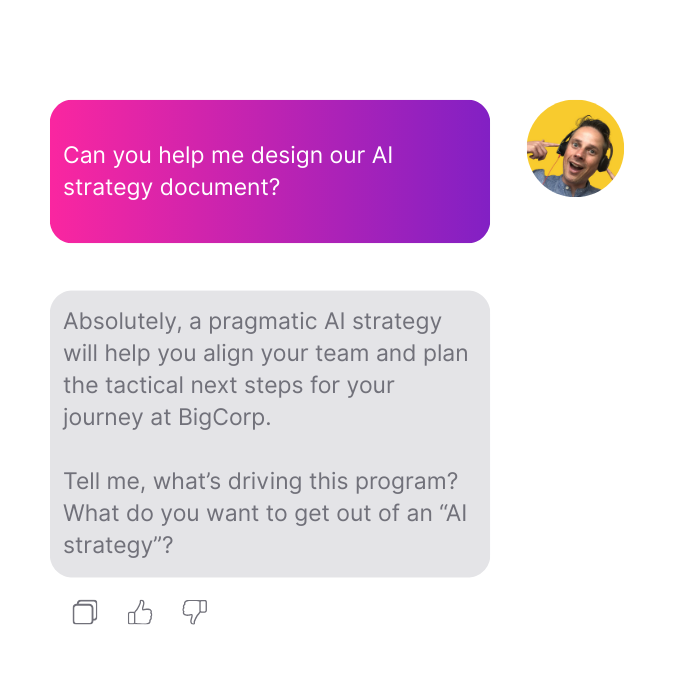 Can you help me design our AI
strategy document?
Absolutely, a pragmatic AI strategy
will help you align your team and plan
the tactical next steps for your
journey at BigCorp.
Tell me, what’s driving this program?
What do you want to get out of an “AI
strategy”?